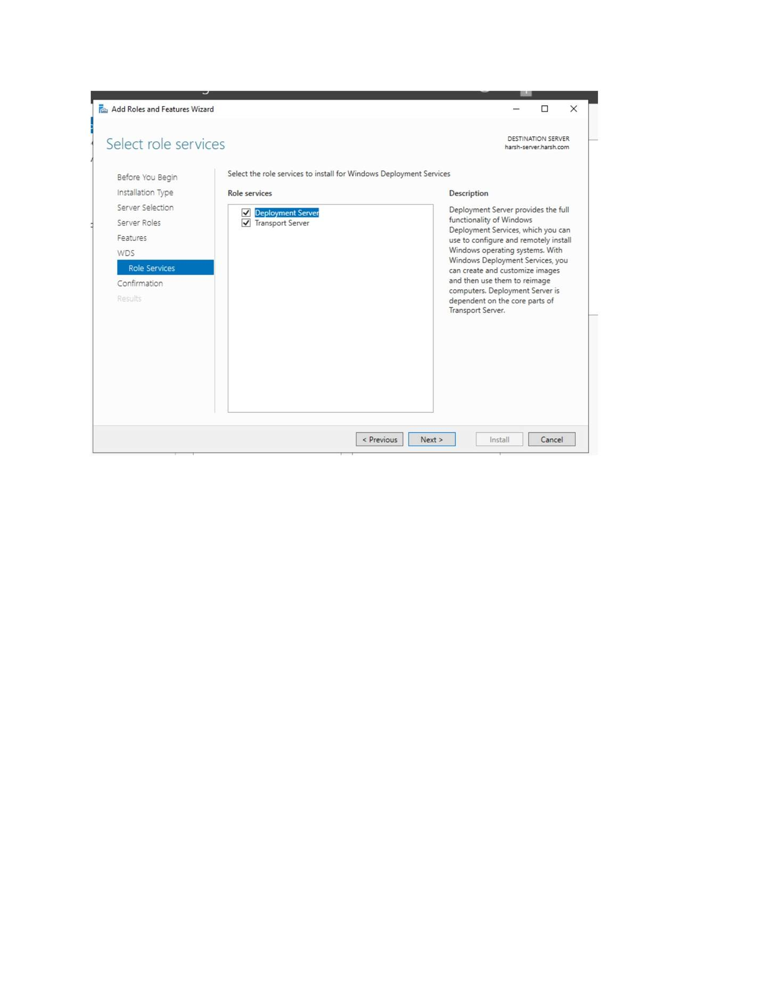 Add Roles and Features Wizard
Select role services
DESTINATION SERVER
harsh-server.harsh.com
Before You Begin
Installation Type
Server Selection
Server Roles
Features
WDS
Role Services
Confirmation
Results
Select the role services to install for Windows Deployment Services
Role services
Deployment Server
Transport Server
Description
Deployment Server provides the full
functionality of Windows
Deployment Services, which you can
use to configure and remotely install
Windows operating systems. With
Windows Deployment Services, you
can create and customize images
and then use them to reimage
computers. Deployment Server is
dependent on the core parts of
Transport Server.
< Previous
Next >
Install
Cancel